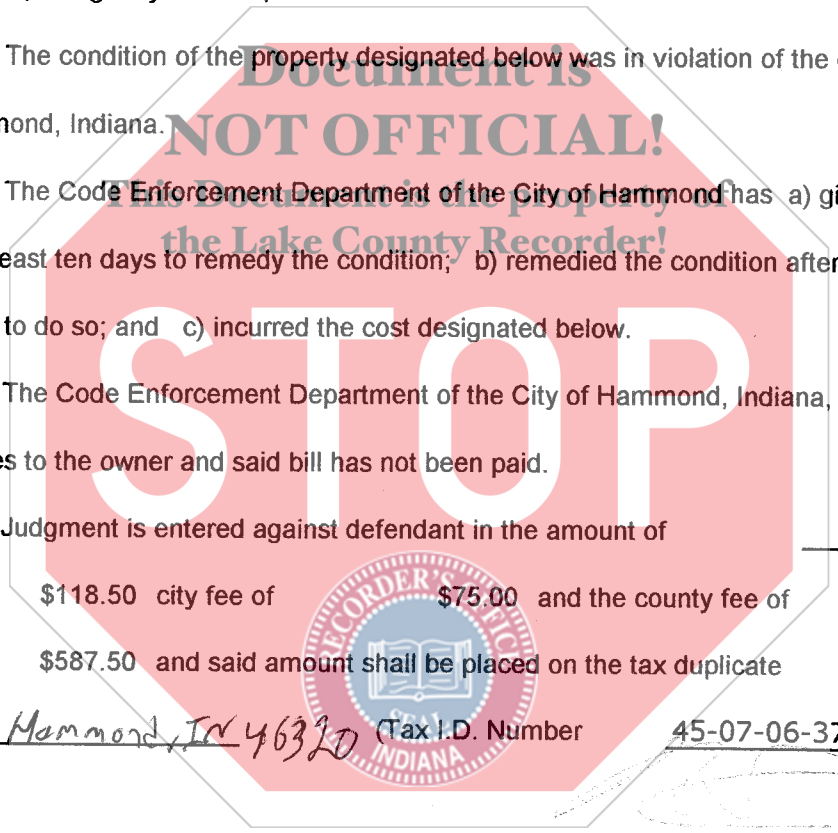 The condition of the property designated below was in violation of the
mond, Indiana.
The Code Enforcement Department of the City of Hammond has a) gi
east ten days to remedy the condition; b) remedied the condition after
to do so; and c) incurred the cost designated below.
The Code Enforcement Department of the City of Hammond, Indiana,
es to the owner and said bill has not been paid.
Judgment is entered against defendant in the amount of
$118.50 city fee of $75.00 and the county fee of
$587.50 and said amount shall be placed on the tax duplicate
Hammond, IN 46320 (Tax I.D. Number 45-07-06-37
Document is
NOT OFFICIAL!
This Document is the property of
the Lake County Recorder!
STOP
RECORDER'S OFFICE
SEAL
INDIANA